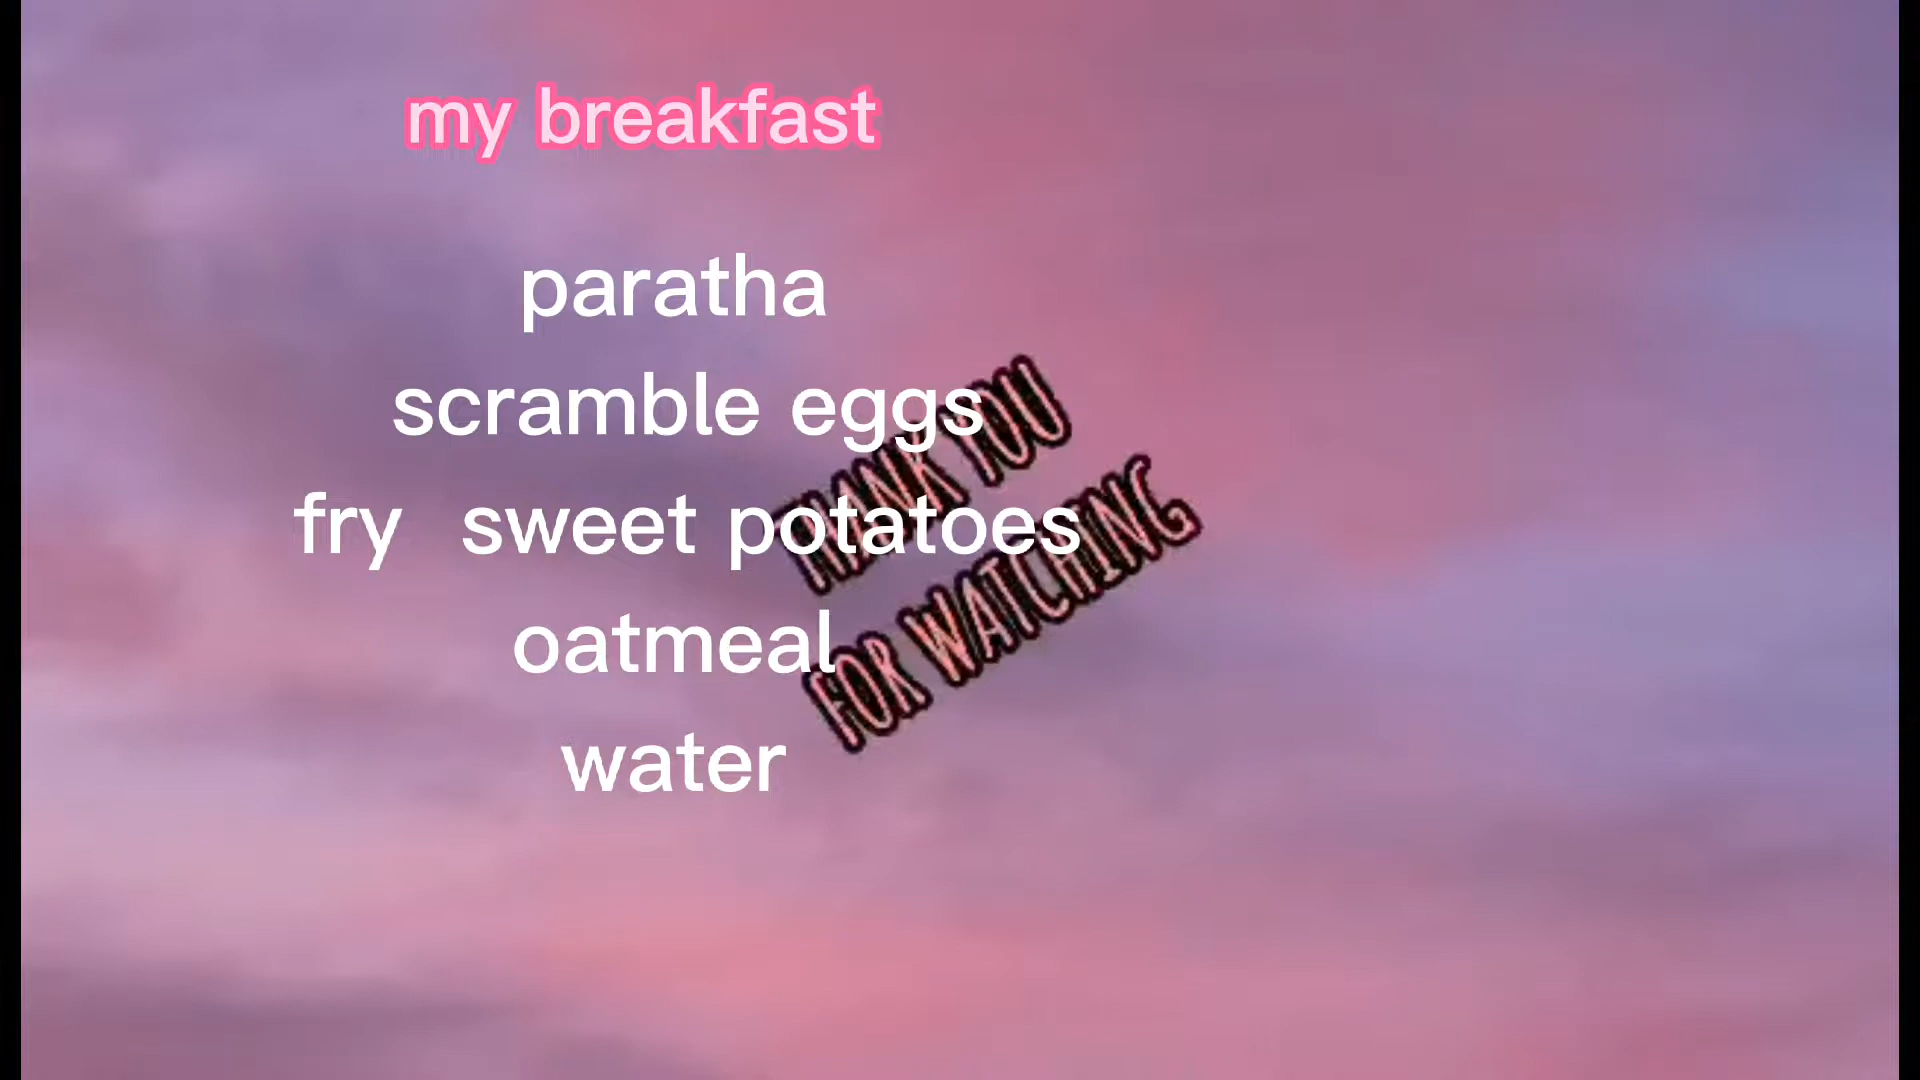 my breakfast
paratha
scramble eggs
fry sweet potatoes
oatmeal
water
THANK YOU
FOR WATCHING